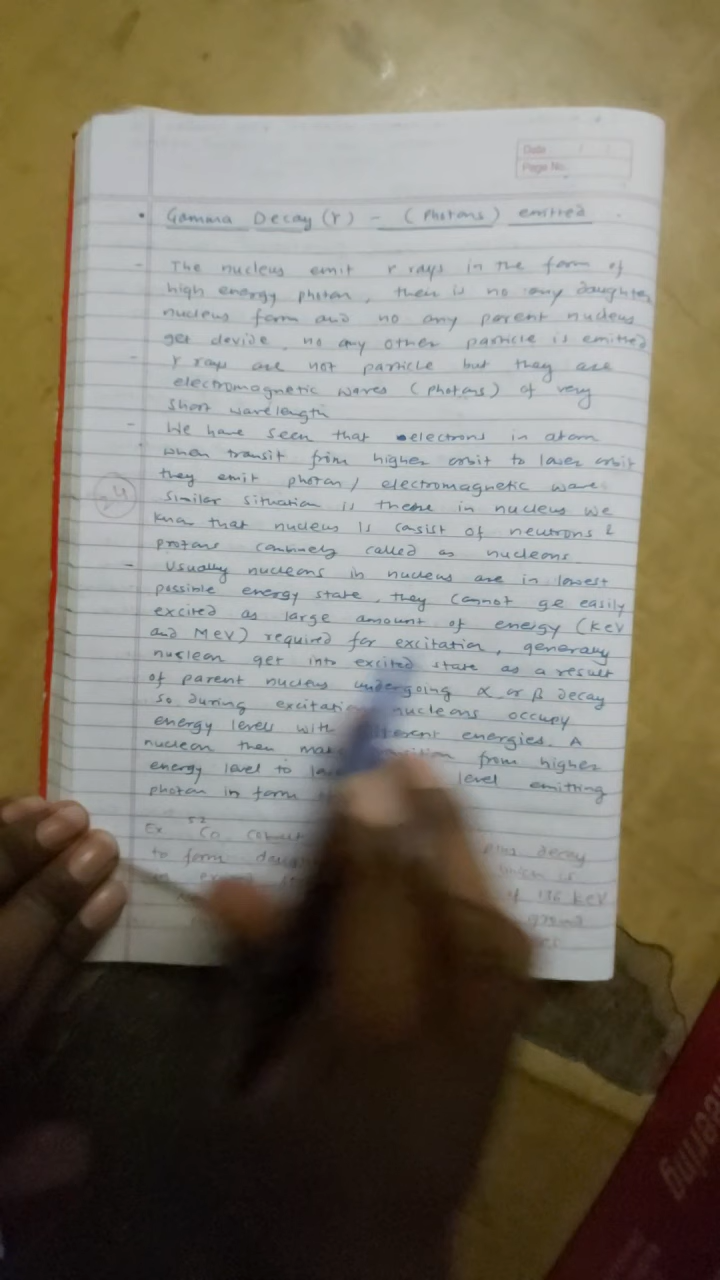 Date
Page No.
• Gamma Decay (γ) - (Photons) emitted
- The nucleus emit γ rays in the form of
high energy photon, there is no any daughter
nucleus form and no any parent nucleus
get devide, no any other particle is emitted
- γ rays are not particle but they are
electromagnetic waves (photons) of very
short wavelength
- We have seen that electrons in atom
when transit from higher orbit to lower orbit
they emit photon / electromagnetic wave
similar situation is there in nucleus we
know that nucleus is consist of neutrons &
protons called as nucleons
- Usually nucleons in nucleus are in lowest
possible energy state, they cannot ge easily
excited as large amount of energy (KeV
and MeV) required for excitation, generally
nucleon get into excited state as a result
of parent nucleus undergoing α or β decay
so during nucleons occupy
energy levels with energies. A
nucleon then from higher
energy level to level emitting
photon in form
Ex Co decay
to form which is
of 136 KeV
ground
eering